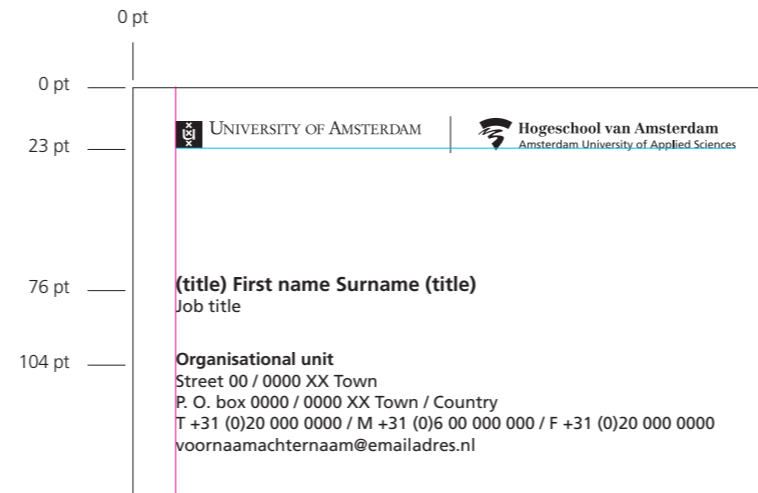 0 pt
0 pt
UNIVERSITY OF AMSTERDAM
Hogeschool van Amsterdam
Amsterdam University of Applied Sciences
23 pt
76 pt
(title) First name Surname (title)
Job title
104 pt
Organisational unit
Street 00 / 0000 XX Town
P. O. box 0000 / 0000 XX Town / Country
T +31 (0)20 000 0000 / M +31 (0)6 00 000 000 / F +31 (0)20 000 0000
voornaamachternaam@emailadres.nl